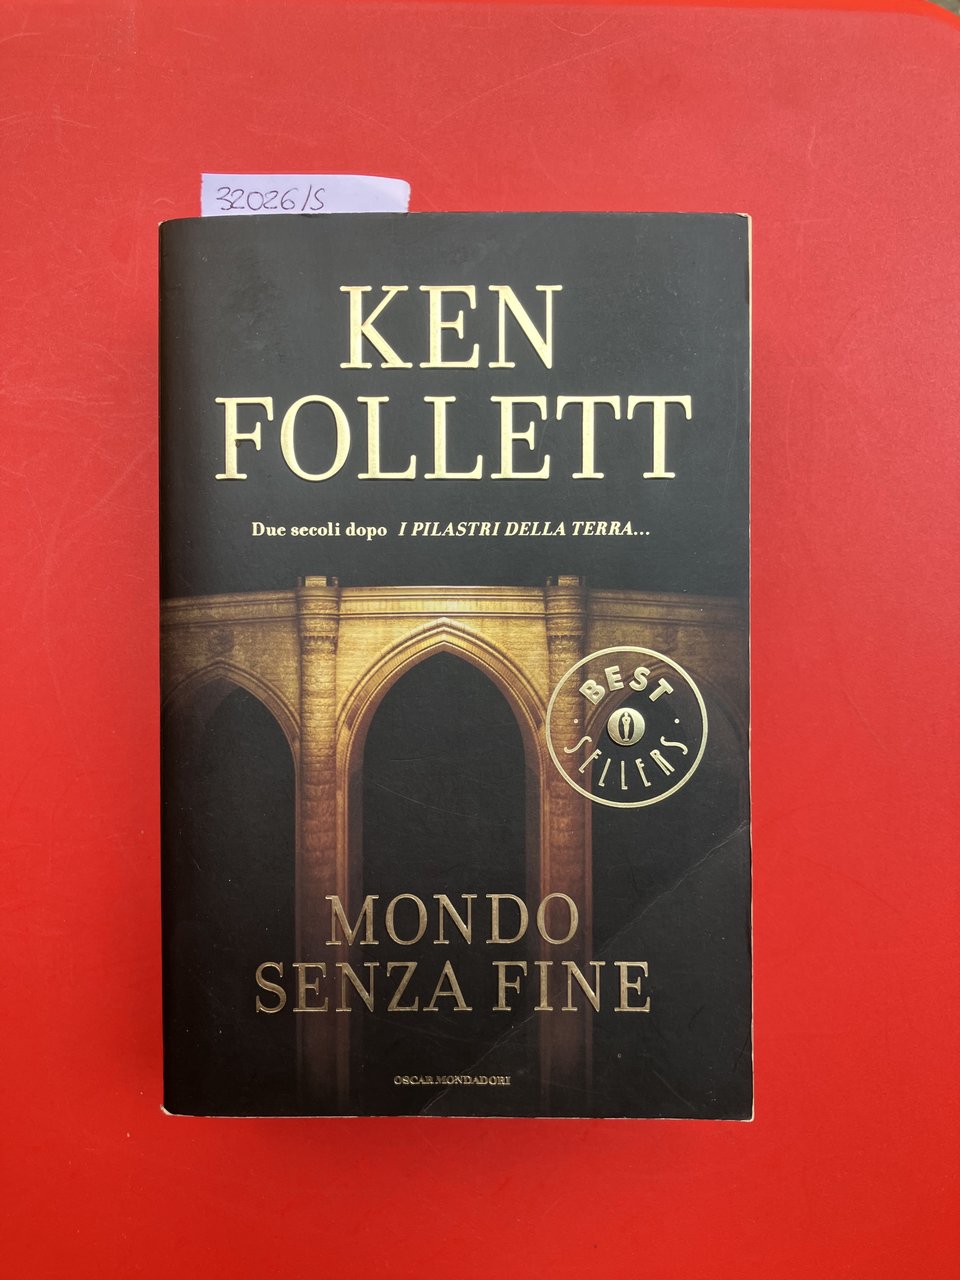 32026/S
KEN
FOLLETT
Due secoli dopo I PILASTRI DELLA TERRA...
BEST
SELLERS
MONDO
SENZA FINE
OSCAR MONDADORI